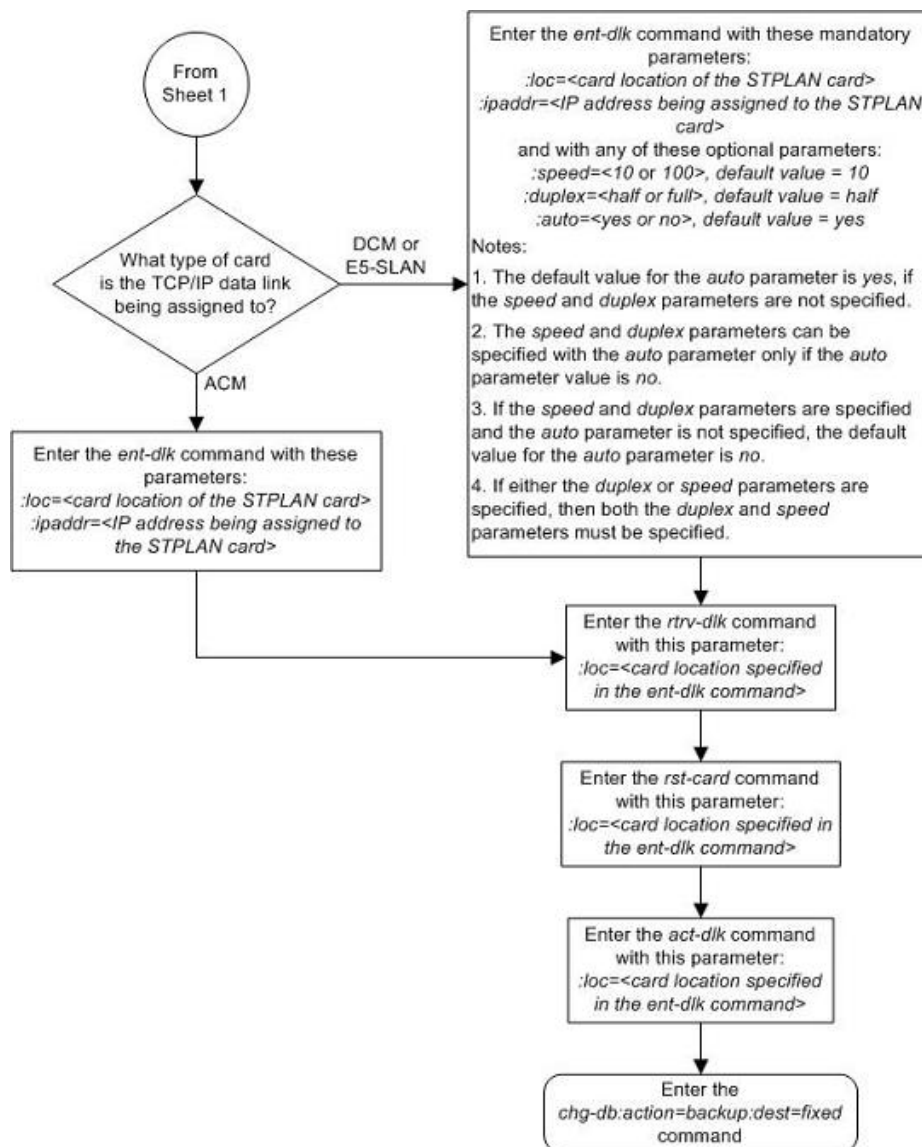 From
Sheet 1
What type of card
is the TCP/IP data link
being assigned to?
DCM or
E5-SLAN
ACM
Enter the ent-dlk command with these mandatory
parameters:
:loc=<card location of the STPLAN card>
:ipaddr=<IP address being assigned to the STPLAN
card>
and with any of these optional parameters:
:speed=<10 or 100>, default value = 10
:duplex=<half or full>, default value = half
:auto=<yes or no>, default value = yes
Notes:
1. The default value for the auto parameter is yes, if
the speed and duplex parameters are not specified.
2. The speed and duplex parameters can be
specified with the auto parameter only if the auto
parameter value is no.
3. If the speed and duplex parameters are specified
and the auto parameter is not specified, the default
value for the auto parameter is no.
4. If either the duplex or speed parameters are
specified, then both the duplex and speed
parameters must be specified.
Enter the ent-dlk command with these
parameters:
:loc=<card location of the STPLAN card>
:ipaddr=<IP address being assigned to
the STPLAN card>
Enter the rtrv-dlk command
with this parameter:
:loc=<card location specified
in the ent-dlk command>
Enter the rst-card command
with this parameter:
:loc=<card location specified in
the ent-dlk command>
Enter the act-dlk command
with this parameter:
:loc=<card location specified
in the ent-dlk command>
Enter the
chg-db:action=backup:dest=fixed
command